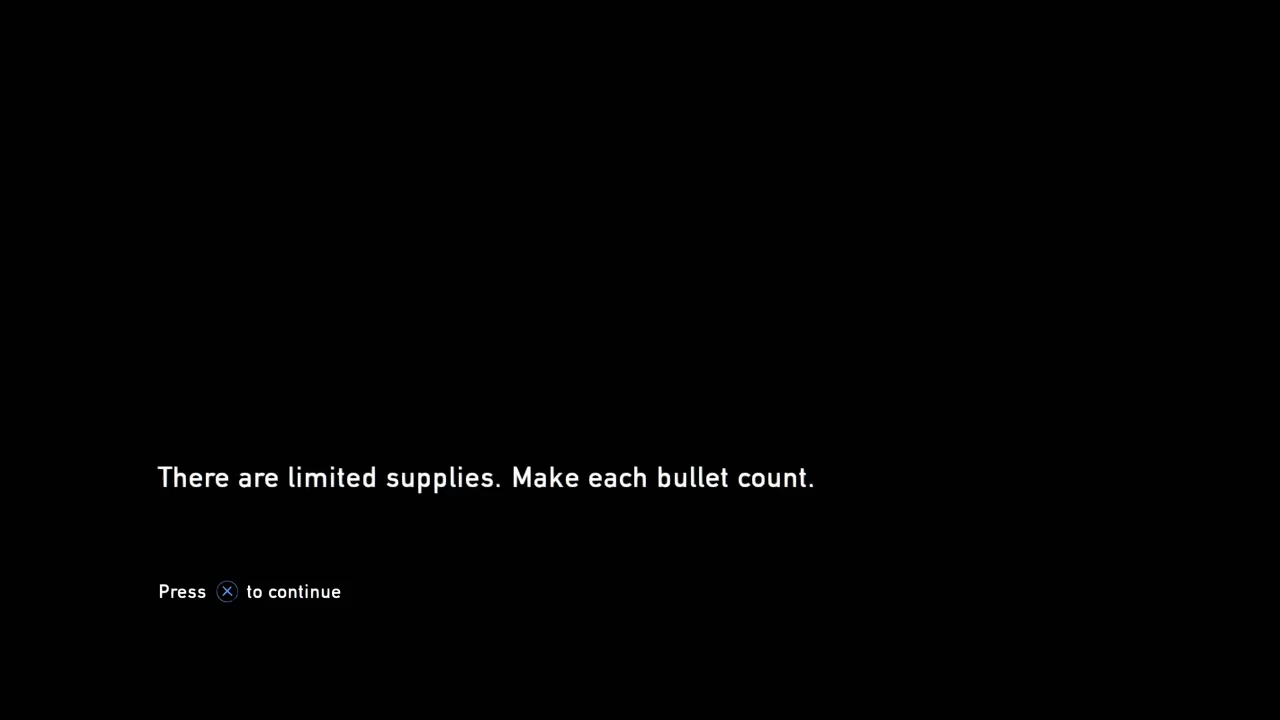 There are limited supplies. Make each bullet count.
Press ⓧ to continue